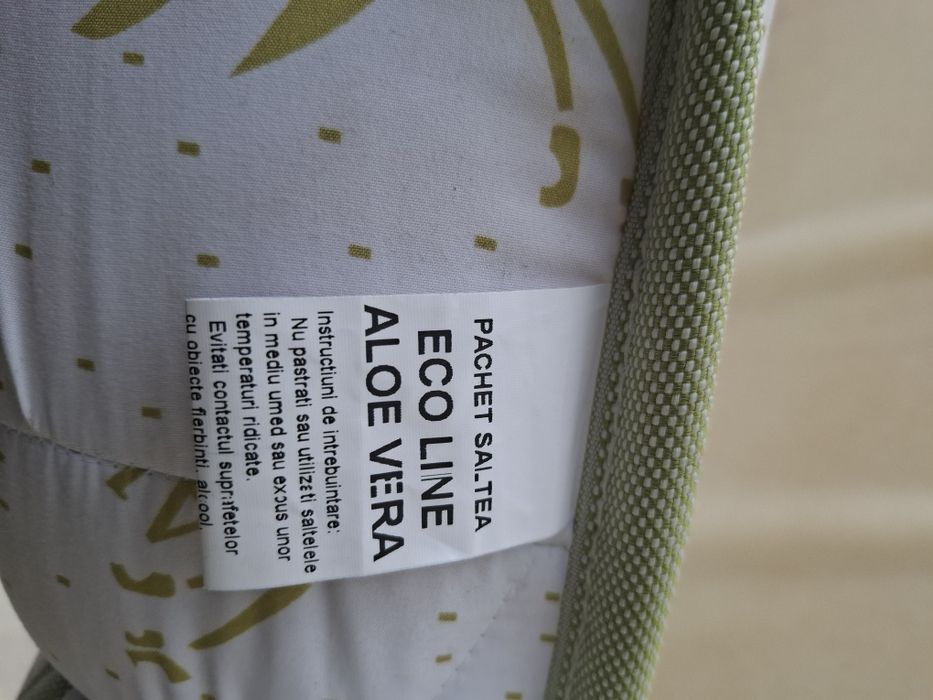 PACHET SALTEA
ECO LINE
ALOE VERA
Instructiuni de intrebuintare:
Nu pastrati sau utilizati saltelele
in mediu umed sau expus unor
temperaturi ridicate.
Evitati contactul suprafetelor
cu obiecte fierbinti, alcool,